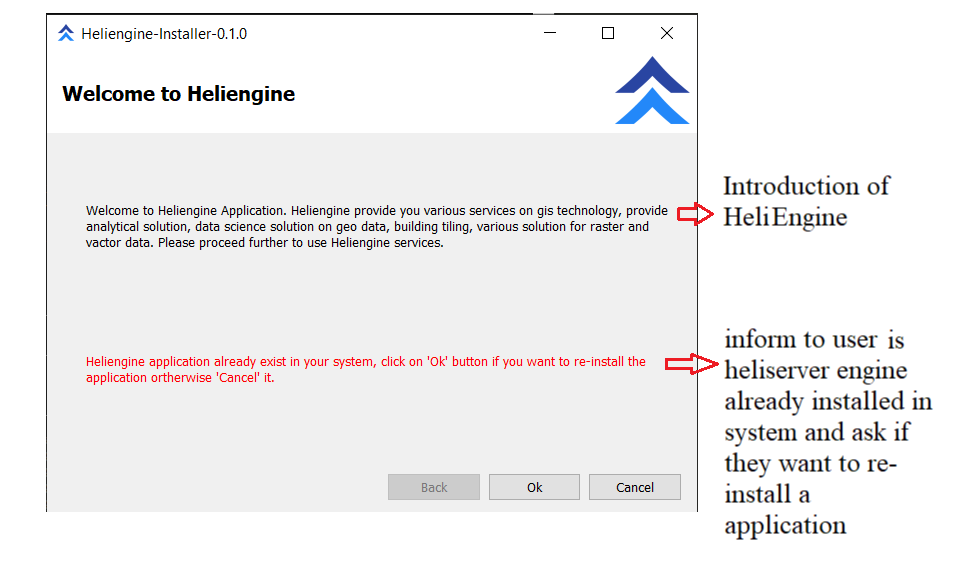 Heliengine-Installer-0.1.0
Welcome to Heliengine
Welcome to Heliengine Application. Heliengine provide you various services on gis technology, provide
analytical solution, data science solution on geo data, building tiling, various solution for raster and
vactor data. Please proceed further to use Heliengine services.
Introduction of
HeliEngine
Heliengine application already exist in your system, click on 'Ok' button if you want to re-install the
application ortherwise 'Cancel' it.
inform to user is
heliserver engine
already installed in
system and ask if
they want to re-
install a
application
Back
Ok
Cancel